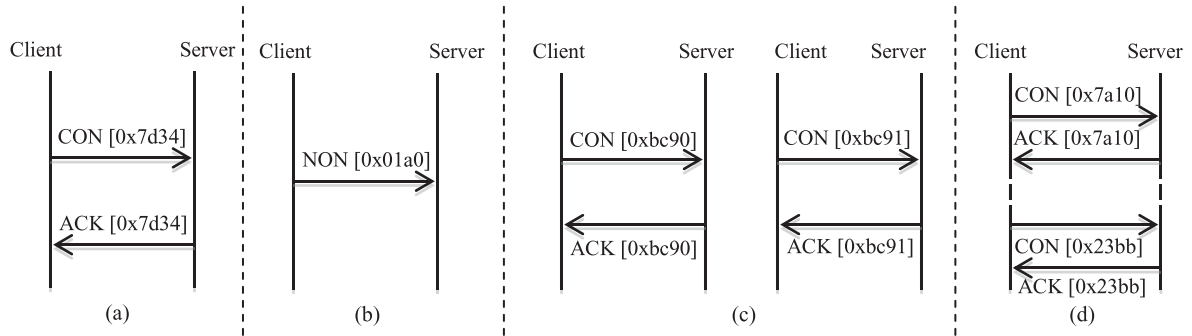 Client Server
CON [0x7d34]
ACK [0x7d34]
(a)
Client Server
NON [0x01a0]
(b)
Client Server
CON [0xbc90]
ACK [0xbc90]
Client Server
CON [0xbc91]
ACK [0xbc91]
(c)
Client Server
CON [0x7a10]
ACK [0x7a10]
CON [0x23bb]
ACK [0x23bb]
(d)